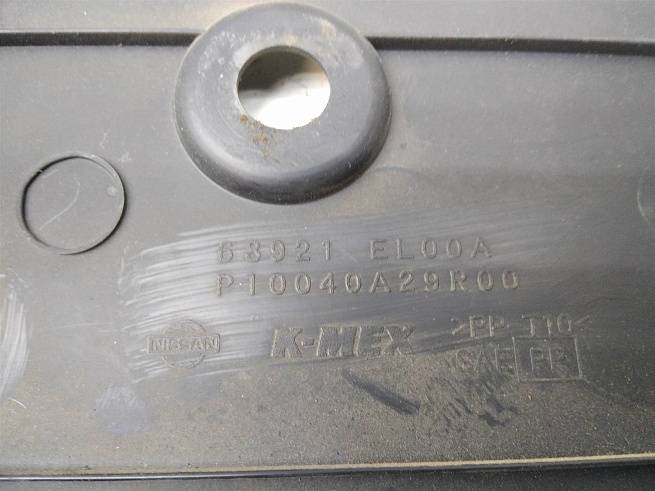 63921 EL00A
P10040A29R00
NISSAN K-MEX >PP T10<
SAE PP